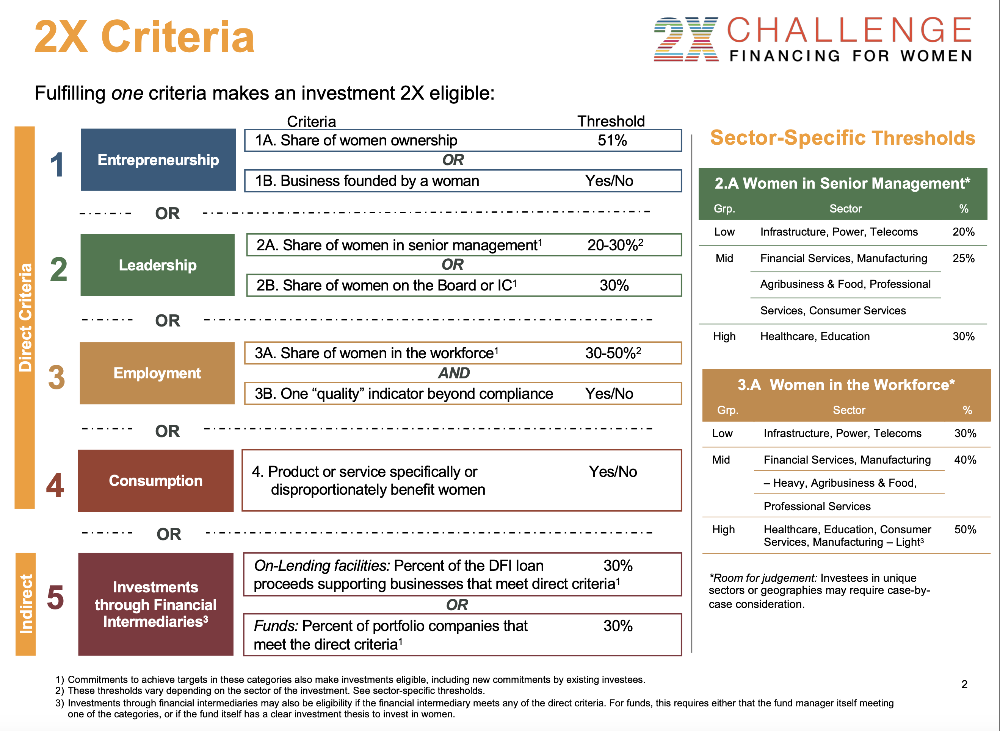 2X Criteria
2X CHALLENGE
FINANCING FOR WOMEN
Fulfilling one criteria makes an investment 2X eligible:
Criteria Threshold
Direct Criteria
1 Entrepreneurship
1A. Share of women ownership 51%
OR
1B. Business founded by a woman Yes/No
OR
2 Leadership
2A. Share of women in senior management¹ 20-30%²
OR
2B. Share of women on the Board or IC¹ 30%
OR
3 Employment
3A. Share of women in the workforce¹ 30-50%²
AND
3B. One “quality” indicator beyond compliance Yes/No
OR
4 Consumption
4. Product or service specifically or Yes/No
disproportionately benefit women
OR
Indirect
5 Investments
through Financial
Intermediaries³
On-Lending facilities: Percent of the DFI loan 30%
proceeds supporting businesses that meet direct criteria¹
OR
Funds: Percent of portfolio companies that 30%
meet the direct criteria¹
Sector-Specific Thresholds
2.A Women in Senior Management*
Grp. Sector %
Low Infrastructure, Power, Telecoms 20%
Mid Financial Services, Manufacturing 25%
Agribusiness & Food, Professional
Services, Consumer Services
High Healthcare, Education 30%
3.A Women in the Workforce*
Grp. Sector %
Low Infrastructure, Power, Telecoms 30%
Mid Financial Services, Manufacturing 40%
– Heavy, Agribusiness & Food,
Professional Services
High Healthcare, Education, Consumer 50%
Services, Manufacturing – Light³
*Room for judgement: Investees in unique
sectors or geographies may require case-by-
case consideration.
1) Commitments to achieve targets in these categories also make investments eligible, including new commitments by existing investees.
2) These thresholds vary depending on the sector of the investment. See sector-specific thresholds.
3) Investments through financial intermediaries may also be eligibility if the financial intermediary meets any of the direct criteria. For funds, this requires either that the fund manager itself meeting
one of the categories, or if the fund itself has a clear investment thesis to invest in women.
2